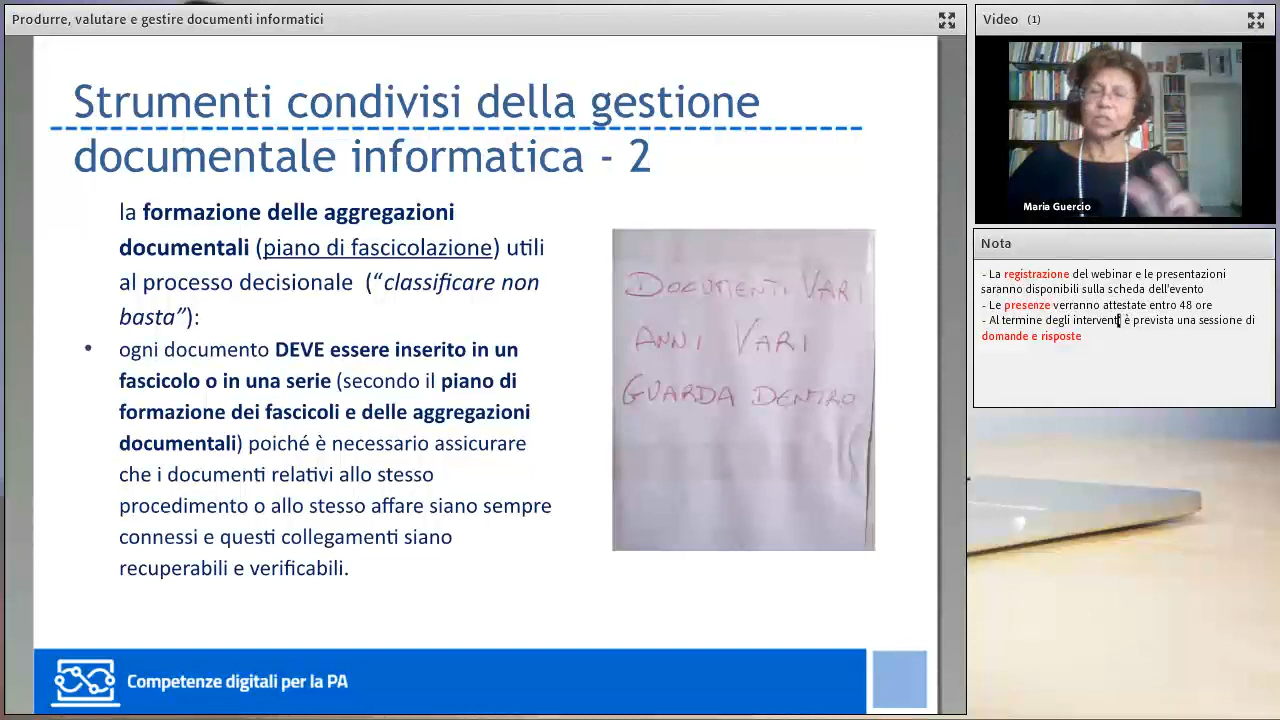 Produrre, valutare e gestire documenti informatici
Strumenti condivisi della gestione
documentale informatica - 2
la formazione delle aggregazioni
documentali (piano di fascicolazione) utili
al processo decisionale (“classificare non
basta”):
• ogni documento DEVE essere inserito in un
fascicolo o in una serie (secondo il piano di
formazione dei fascicoli e delle aggregazioni
documentali) poiché è necessario assicurare
che i documenti relativi allo stesso
procedimento o allo stesso affare siano sempre
connessi e questi collegamenti siano
recuperabili e verificabili.
DOCUMENTI VARI
ANNI VARI
GUARDA DENTRO
Competenze digitali per la PA
Video (1)
Maria Guercio
Nota
- La registrazione del webinar e le presentazioni
saranno disponibili sulla scheda dell'evento
- Le presenze verranno attestate entro 48 ore
- Al termine degli interventi è prevista una sessione di
domande e risposte